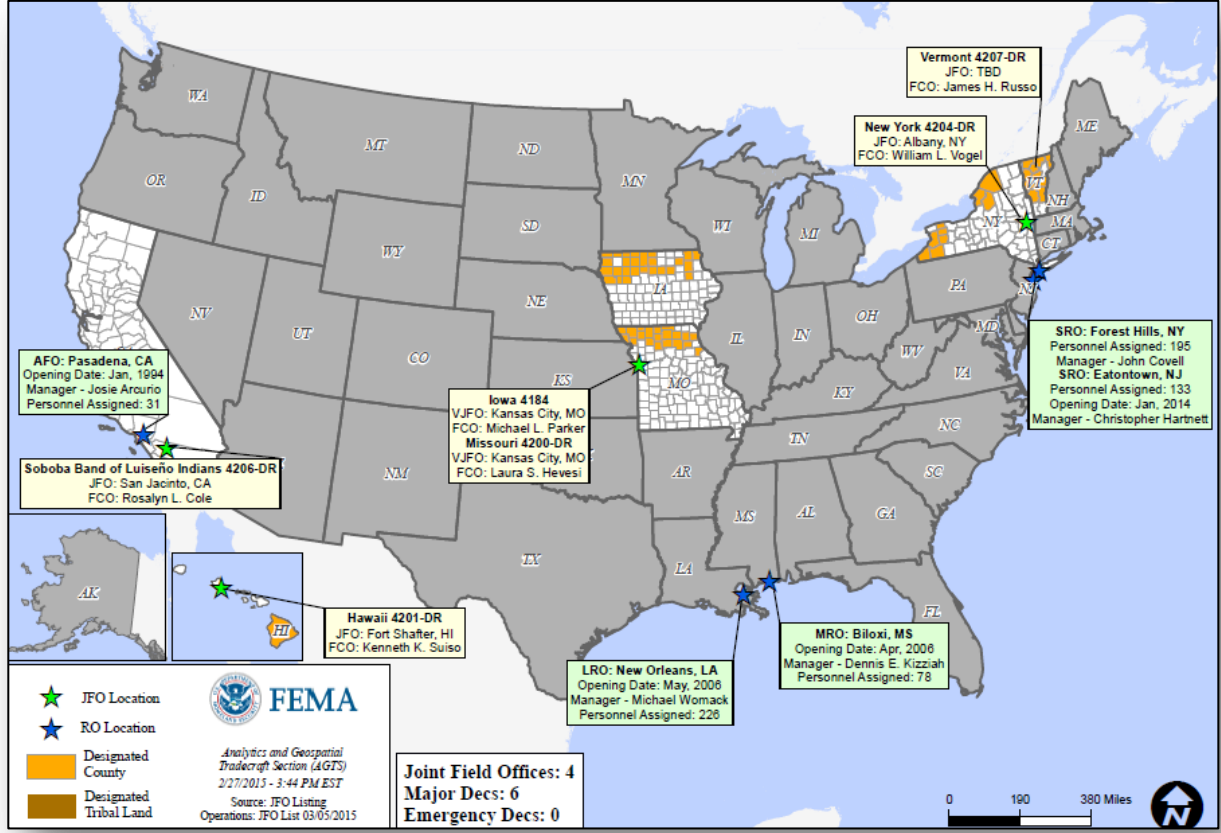 Vermont 4207-DR
JFO: TBD
FCO: James H. Russo
New York 4204-DR
JFO: Albany, NY
FCO: William L. Vogel
WA
MT
ND
MN
ME
OR
ID
SD
WI
MI
VT
NH
NY
MA
CT
WY
IA
NE
PA
NJ
NV
UT
CO
IL
IN
OH
MD
WV
VA
KS
MO
KY
NC
TN
NM
AR
SC
MS
AL
GA
TX
LA
FL
AK
HI
AFO: Pasadena, CA
Opening Date: Jan, 1994
Manager - Josie Arcurio
Personnel Assigned: 31
Soboba Band of Luiseño Indians 4206-DR
JFO: San Jacinto, CA
FCO: Rosalyn L. Cole
Iowa 4184
VJFO: Kansas City, MO
FCO: Michael L. Parker
Missouri 4200-DR
VJFO: Kansas City, MO
FCO: Laura S. Hevesi
SRO: Forest Hills, NY
Personnel Assigned: 195
Manager - John Covell
SRO: Eatontown, NJ
Personnel Assigned: 133
Opening Date: Jan, 2014
Manager - Christopher Hartnett
Hawaii 4201-DR
JFO: Fort Shafter, HI
FCO: Kenneth K. Suiso
LRO: New Orleans, LA
Opening Date: May, 2006
Manager - Michael Womack
Personnel Assigned: 226
MRO: Biloxi, MS
Opening Date: Apr, 2006
Manager - Dennis E. Kizziah
Personnel Assigned: 78
JFO Location
RO Location
Designated
County
Designated
Tribal Land
FEMA
Analytics and Geospatial
Tradecraft Section (AGTS)
2/27/2015 - 3:44 PM EST
Source: JFO Listing
Operations: JFO List 03/05/2015
Joint Field Offices: 4
Major Decs: 6
Emergency Decs: 0
0 190 380 Miles
N